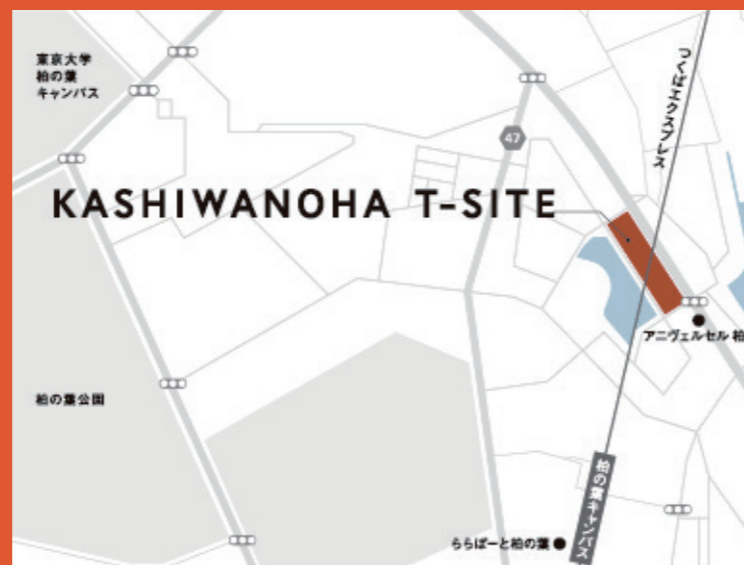 東京大学
柏の葉
キャンパス
つくばエクスプレス
47
KASHIWANOHA T-SITE
アニヴェルセル 柏
柏の葉公園
柏の葉キャンパス
ららぽーと柏の葉